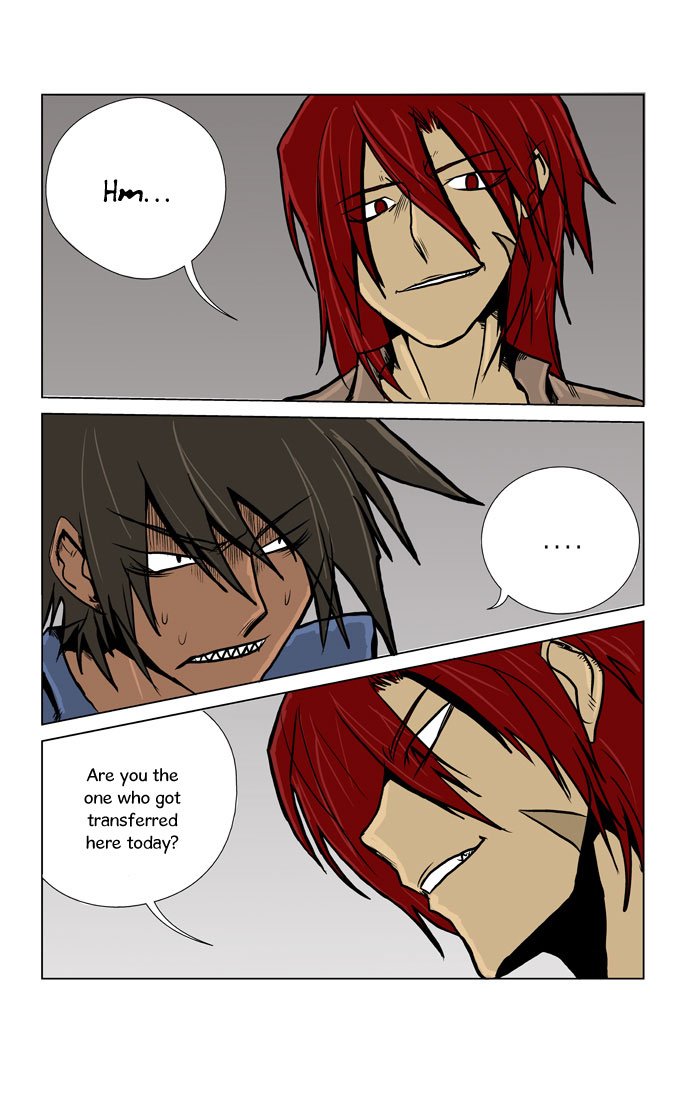 Hm...
....
Are you the
one who got
transferred
here today?